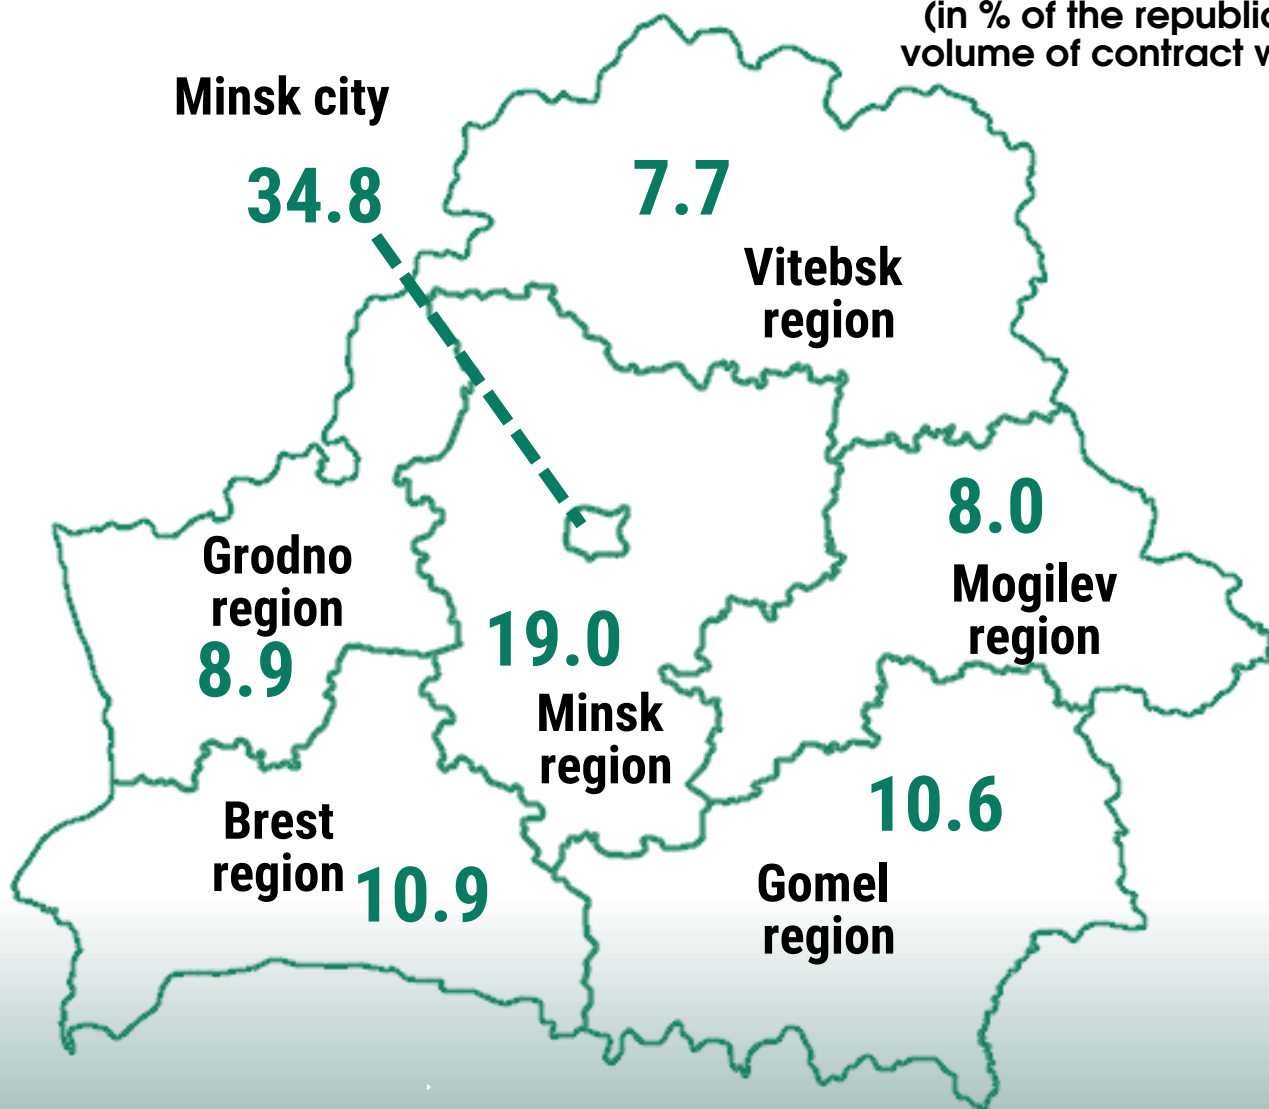 (in % of the
volume of contract
Minsk city
34.8
7.7
Vitebsk
region
8.0
Mogilev
region
Grodno
region
8.9
19.0
Minsk
region
10.6
Gomel
region
Brest
region
10.9